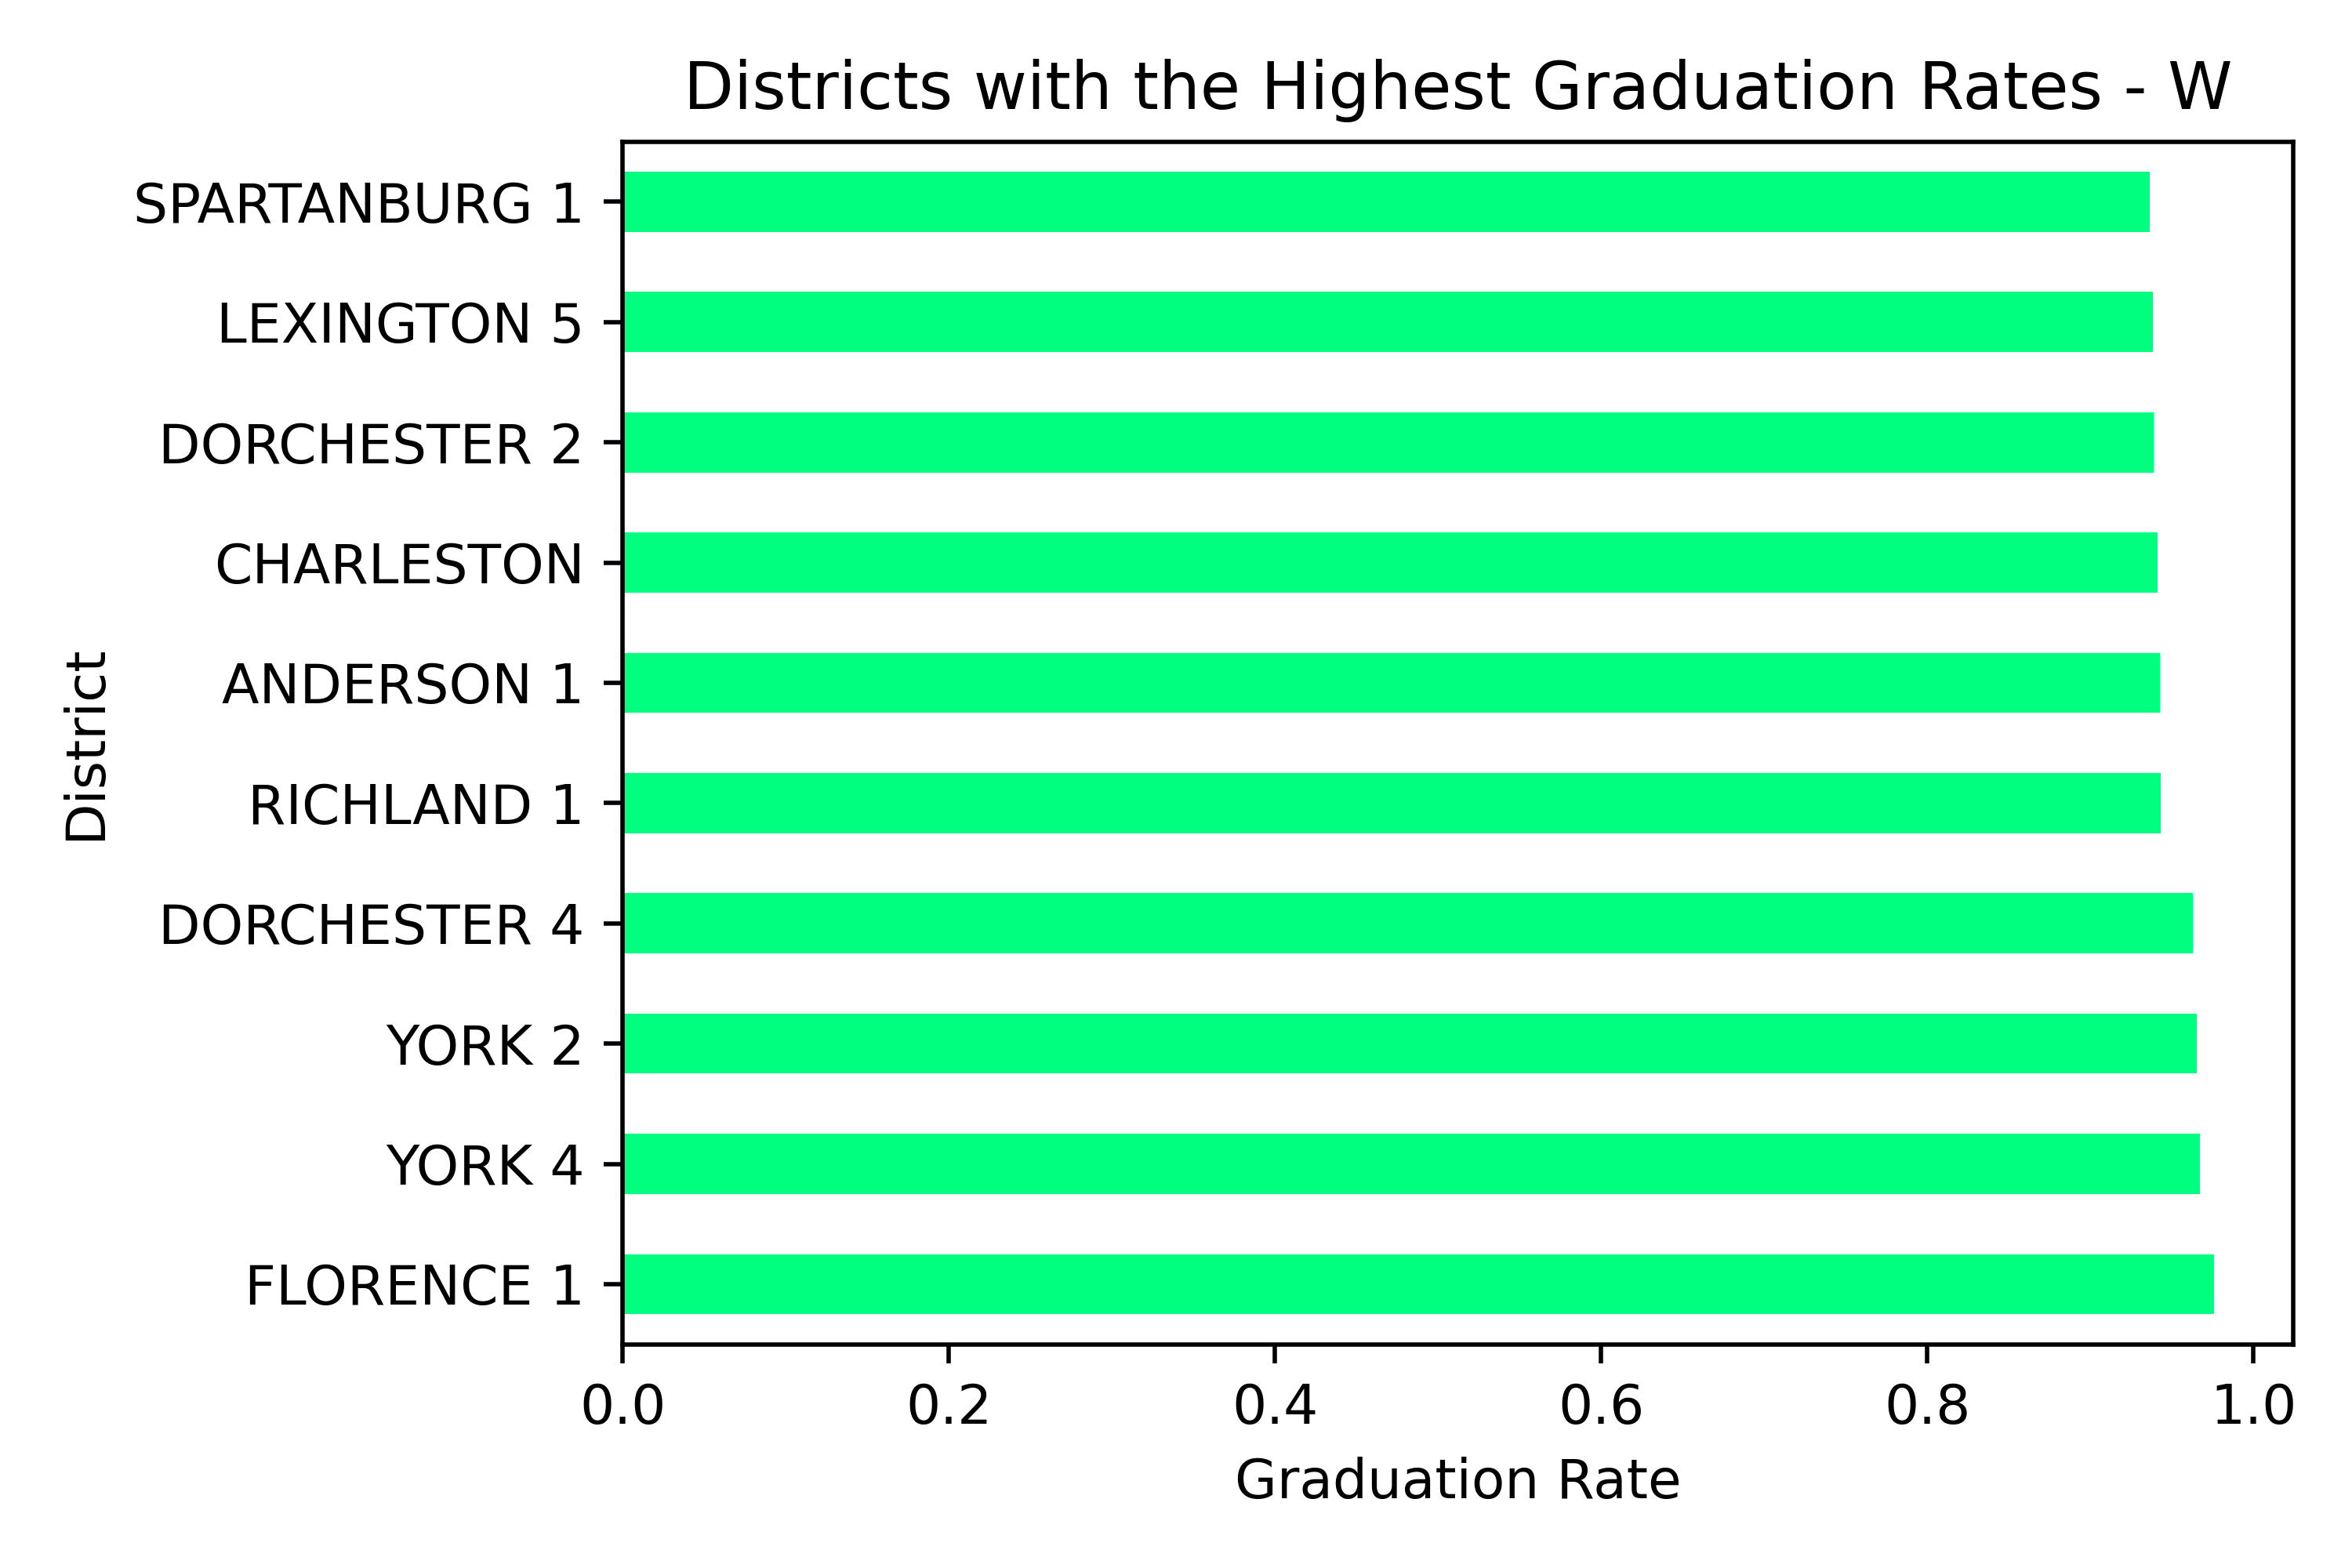 Districts with the Highest Graduation Rates - W
SPARTANBURG 1
LEXINGTON 5
DORCHESTER 2
CHARLESTON
ANDERSON 1
RICHLAND 1
DORCHESTER 4
YORK 2
YORK 4
FLORENCE 1
District
0.0 0.2 0.4 0.6 0.8 1.0
Graduation Rate